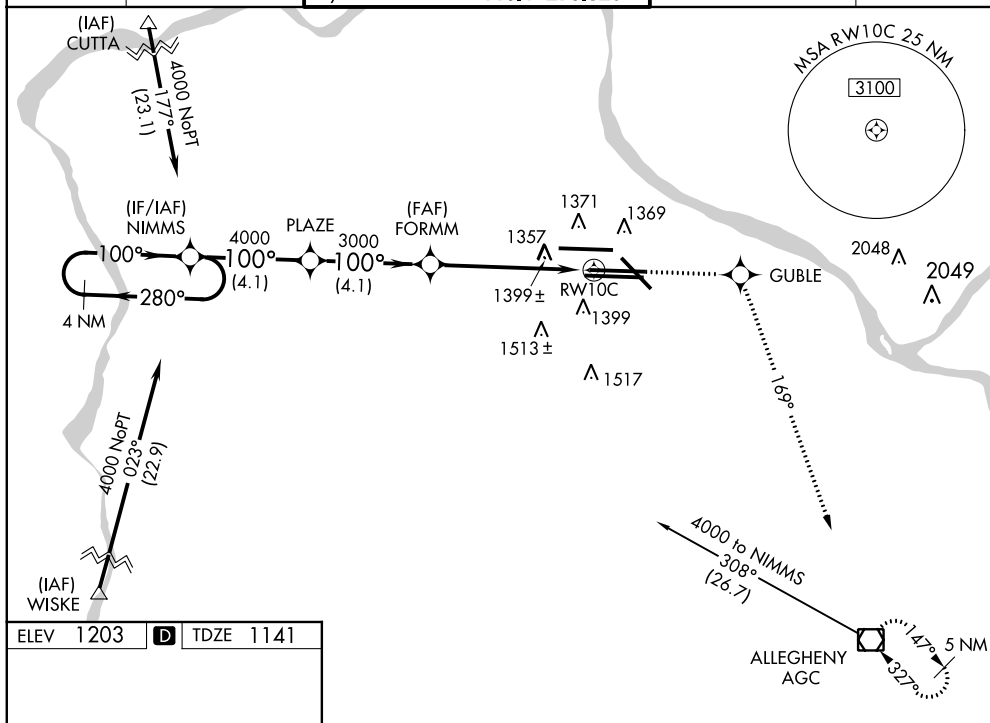 (IAF)
CUTTA
4000 NoPT
177°
(23.1)
MSA RW10C 25 NM
3100
(IF/IAF)
NIMMS
PLAZE
(FAF)
FORMM
100°
4000
100°
(4.1)
3000
100°
(4.1)
280°
4 NM
1371
1369
1357
1399 ±
RW10C
1399
1513 ±
1517
GUBLE
2048
2049
169°
4000 NoPT
023°
(22.9)
(IAF)
WISKE
4000 to NIMMS
308°
(26.7)
ALLEGHENY
AGC
147°
5 NM
327°
ELEV 1203 D TDZE 1141